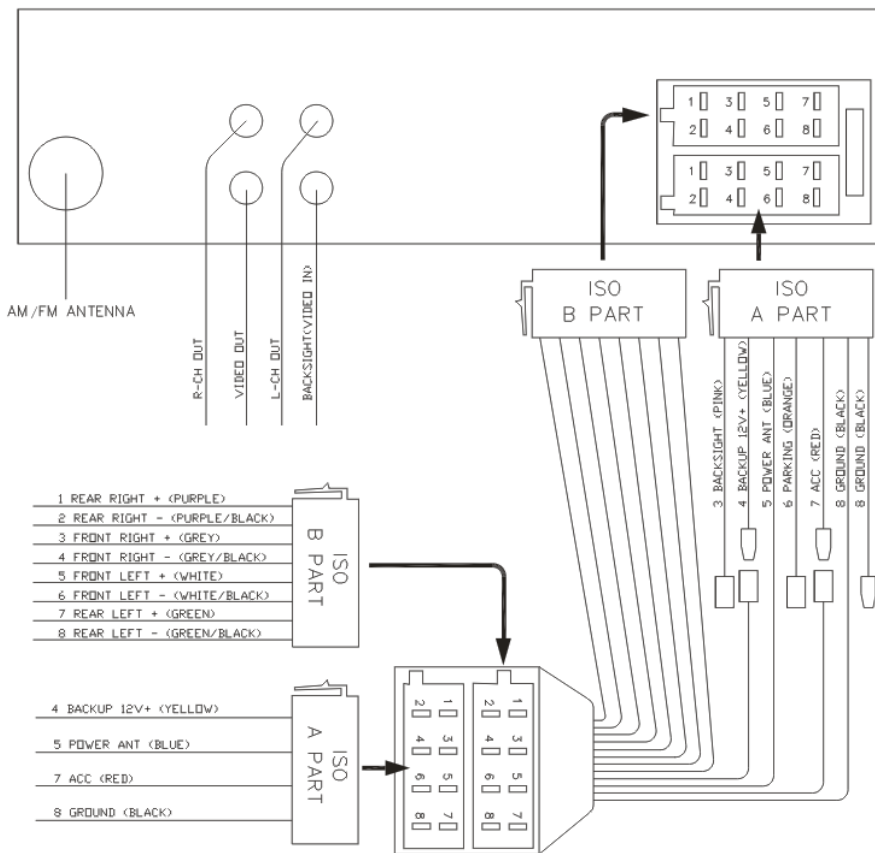 1 3 5 7
2 4 6 8
1 3 5 7
2 4 6 8
AM/FM ANTENNA
R-CH OUT
VIDEO OUT
L-CH OUT
BACKSIGHT(VIDEO IN)
ISO
B PART
ISO
A PART
3 BACKSIGHT (PINK)
4 BACKUP 12V+ (YELLOW)
5 POWER ANT (BLUE)
6 PARKING (ORANGE)
7 ACC (RED)
8 GROUND (BLACK)
8 GROUND (BLACK)
1 REAR RIGHT + (PURPLE)
2 REAR RIGHT - (PURPLE/BLACK)
3 FRONT RIGHT + (GREY)
4 FRONT RIGHT - (GREY/BLACK)
5 FRONT LEFT + (WHITE)
6 FRONT LEFT - (WHITE/BLACK)
7 REAR LEFT + (GREEN)
8 REAR LEFT - (GREEN/BLACK)
ISO
B PART
4 BACKUP 12V+ (YELLOW)
5 POWER ANT (BLUE)
7 ACC (RED)
8 GROUND (BLACK)
ISO
A PART
2 1 2 1
4 3 4 3
6 5 6 5
8 7 8 7